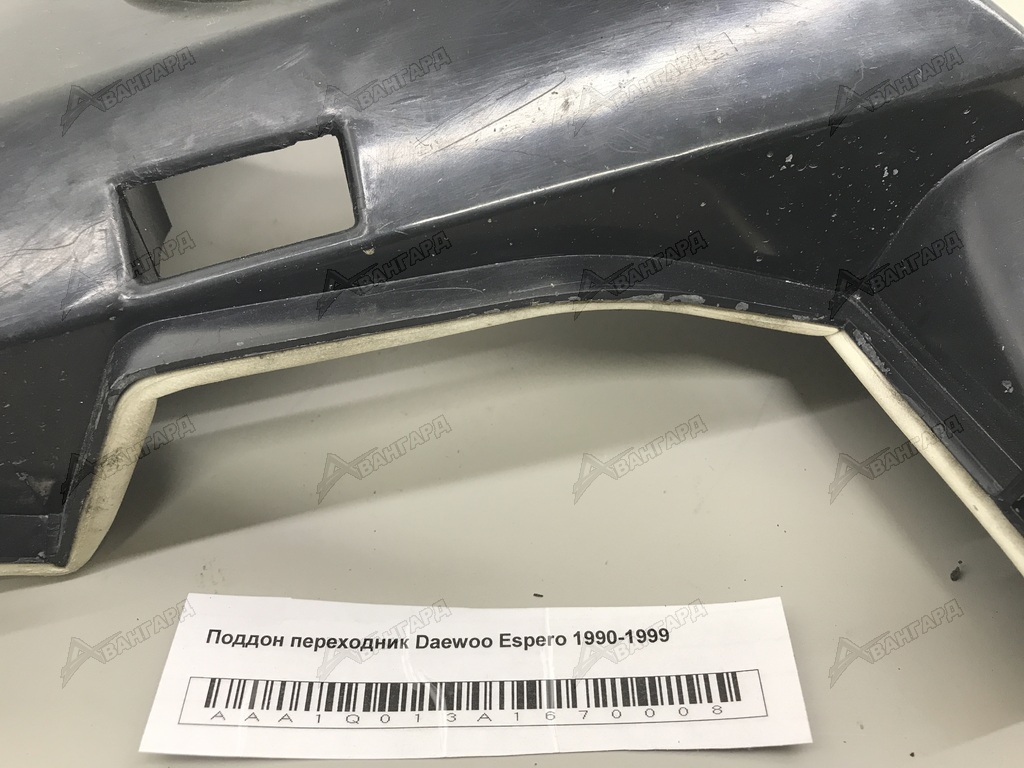 Поддон переходник Daewoo Espero 1990-1999
AAA1Q013A1670008
АВАНГАРД